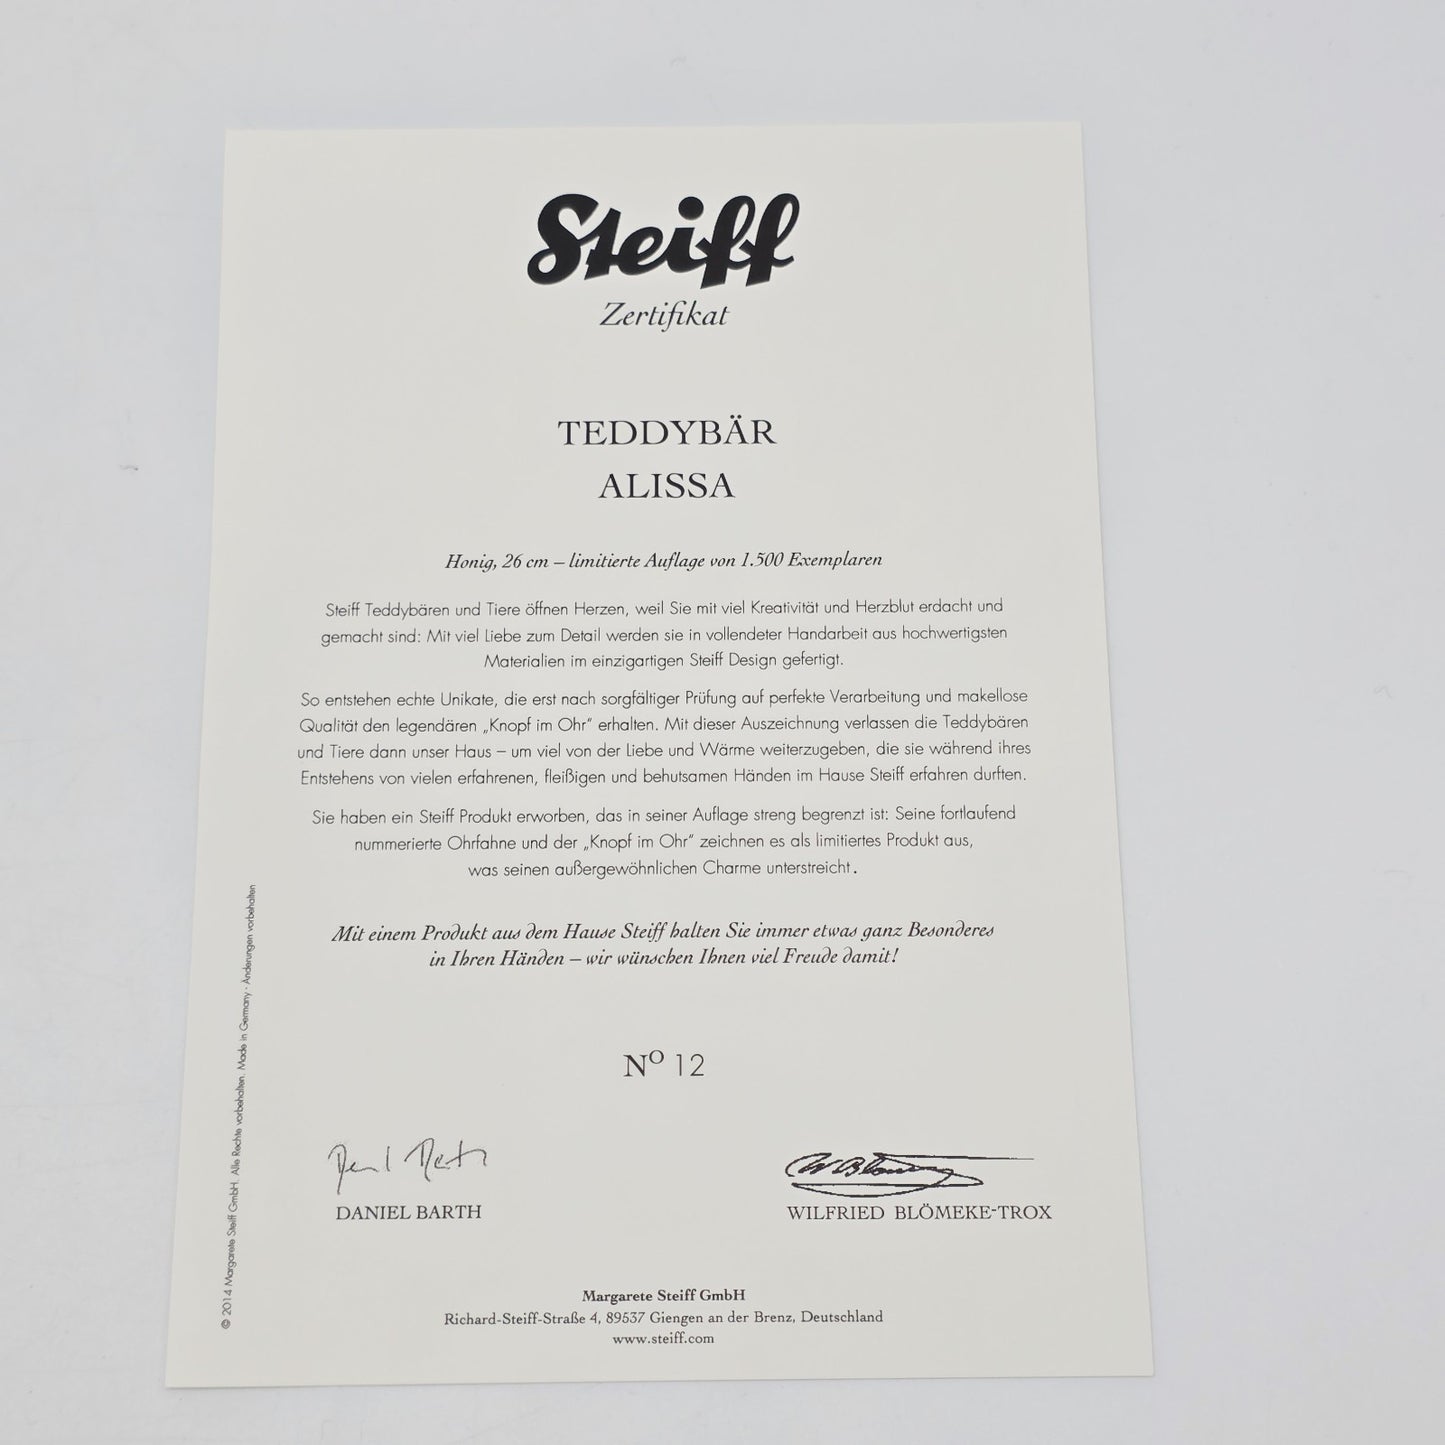 Steiff
Zertifikat
TEDDYBÄR
ALISSA
Honig, 26 cm – limitierte Auflage von 1.500 Exemplaren
Steiff Teddybären und Tiere öffnen Herzen, weil Sie mit viel Kreativität und Herzblut erdacht und
gemacht sind: Mit viel Liebe zum Detail werden sie in vollendeter Handarbeit aus hochwertigsten
Materialien im einzigartigen Steiff Design gefertigt.
So entstehen echte Unikate, die erst nach sorgfältiger Prüfung auf perfekte Verarbeitung und makellose
Qualität den legendären „Knopf im Ohr“ erhalten. Mit dieser Auszeichnung verlassen die Teddybären
und Tiere dann unser Haus – um viel von der Liebe und Wärme weiterzugeben, die sie während ihres
Entstehens von vielen erfahrenen, fleißigen und behutsamen Händen im Hause Steiff erfahren durften.
Sie haben ein Steiff Produkt erworben, das in seiner Auflage streng begrenzt ist: Seine fortlaufend
nummerierte Ohrfahne und der „Knopf im Ohr“ zeichnen es als limitiertes Produkt aus,
was seinen außergewöhnlichen Charme unterstreicht.
Mit einem Produkt aus dem Hause Steiff halten Sie immer etwas ganz Besonderes
in Ihren Händen – wir wünschen Ihnen viel Freude damit!
Nº 12
DANIEL BARTH
WILFRIED BLÖMEKE-TROX
Margarete Steiff GmbH
Richard-Steiff-Straße 4, 89537 Giengen an der Brenz, Deutschland
www.steiff.com
© 2014 Margarete Steiff GmbH. Alle Rechte vorbehalten. Made in Germany · Änderungen vorbehalten